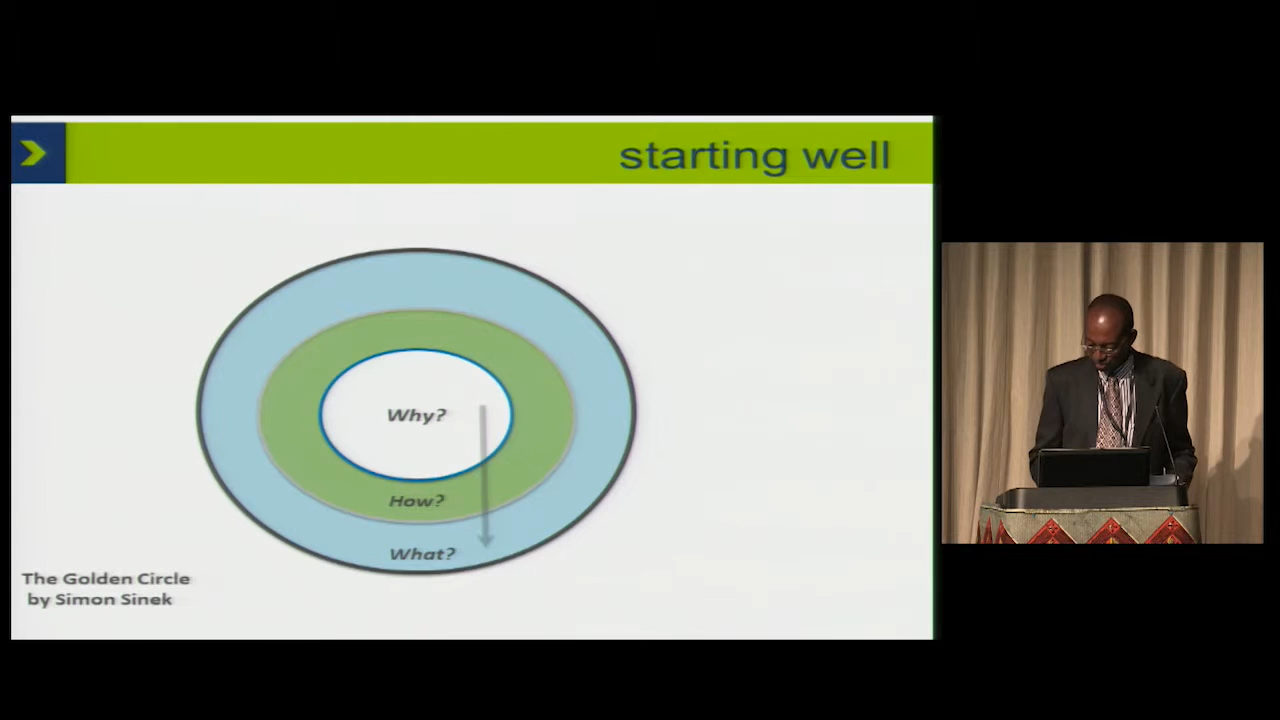 starting well
Why?
How?
What?
The Golden Circle
by Simon Sinek